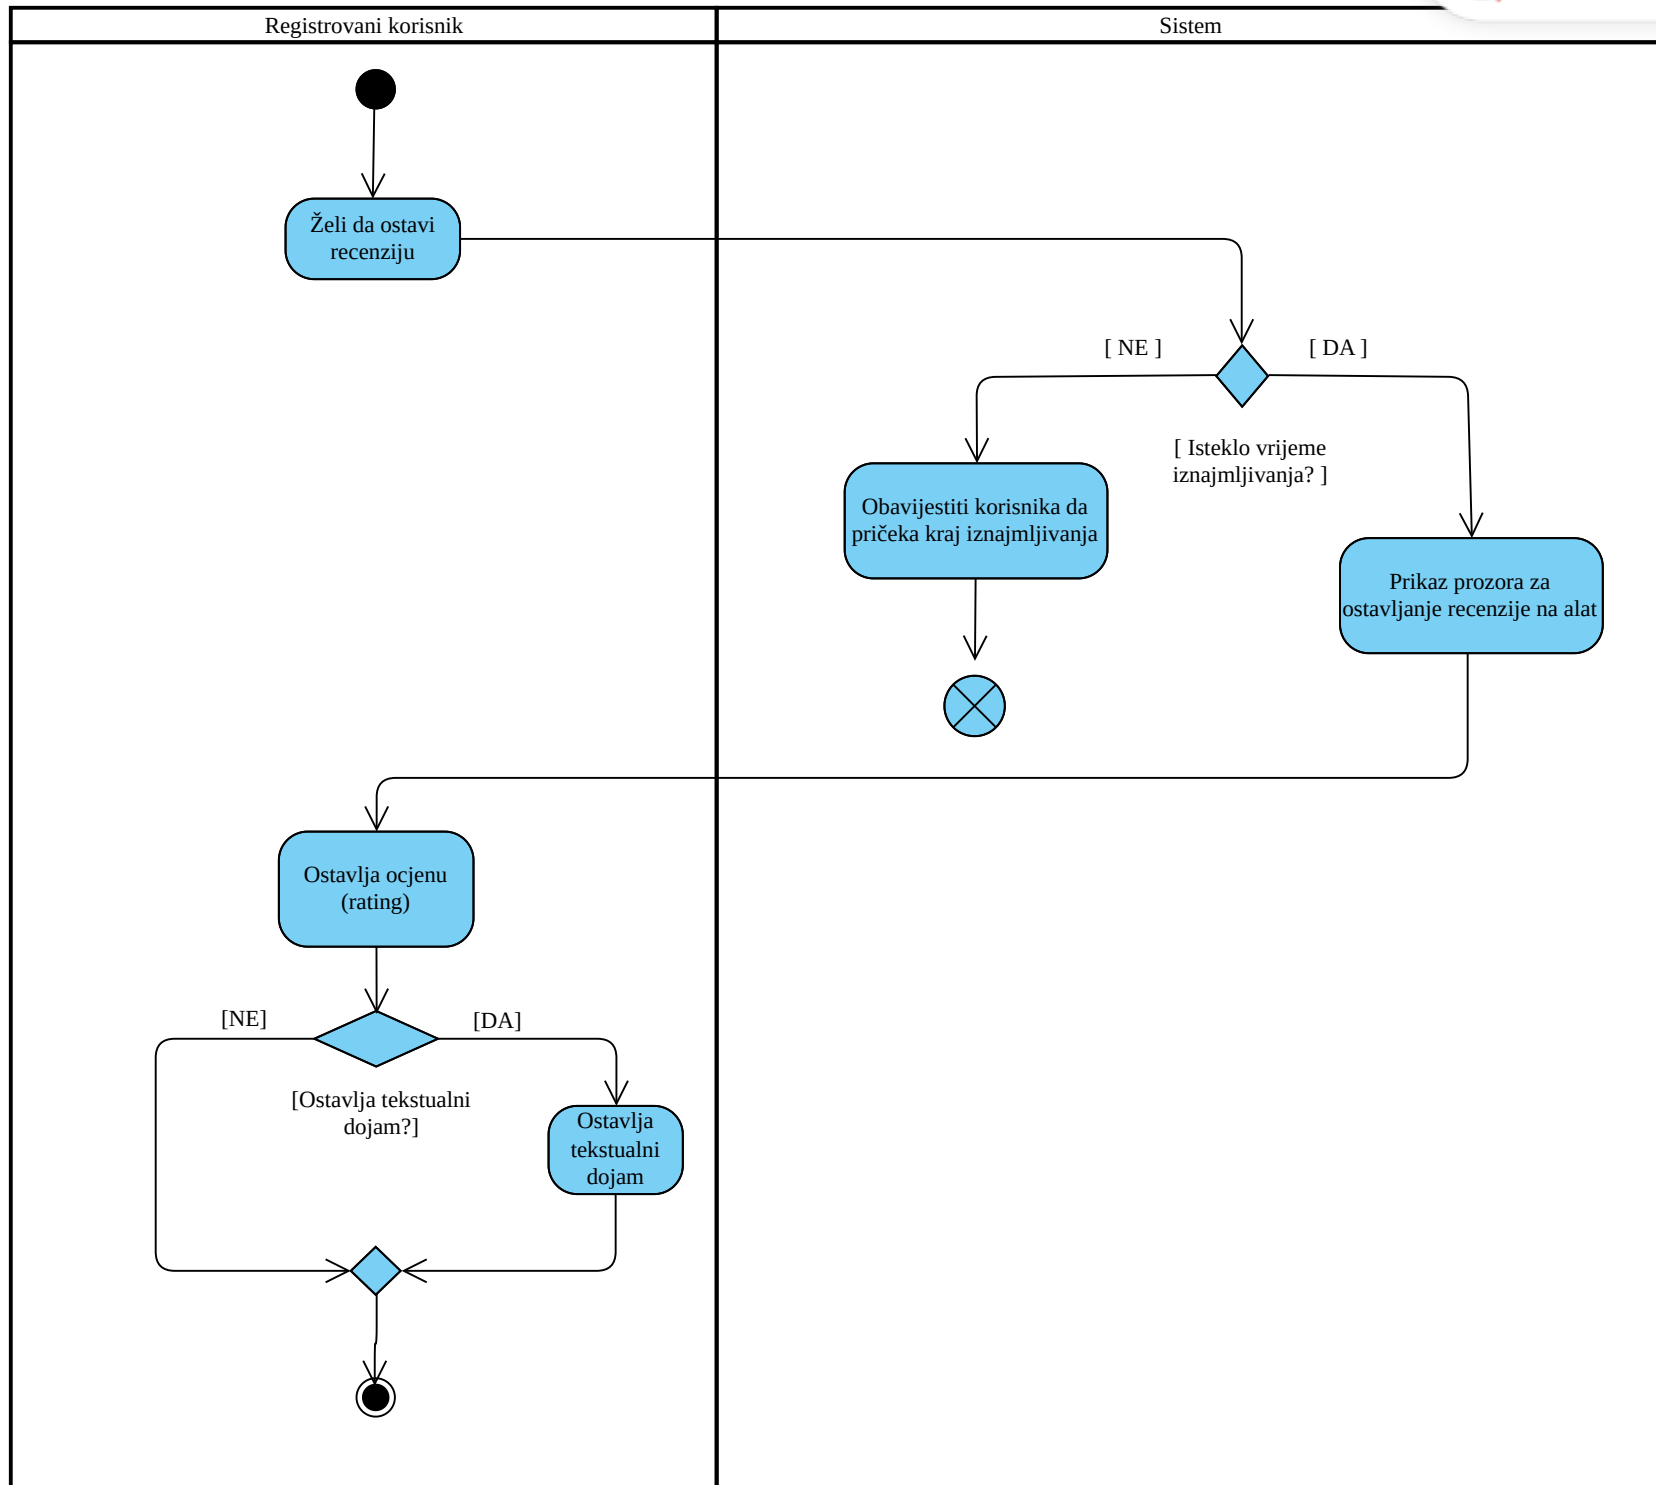 Registrovani korisnik
Sistem
Želi da ostavi
recenziju
[ NE ]
[ DA ]
[ Isteklo vrijeme
iznajmljivanja? ]
Obavijestiti korisnika da
pričeka kraj iznajmljivanja
Prikaz prozora za
ostavljanje recenzije na alat
Ostavlja ocjenu
(rating)
[NE]
[DA]
[Ostavlja tekstualni
dojam?]
Ostavlja
tekstualni
dojam